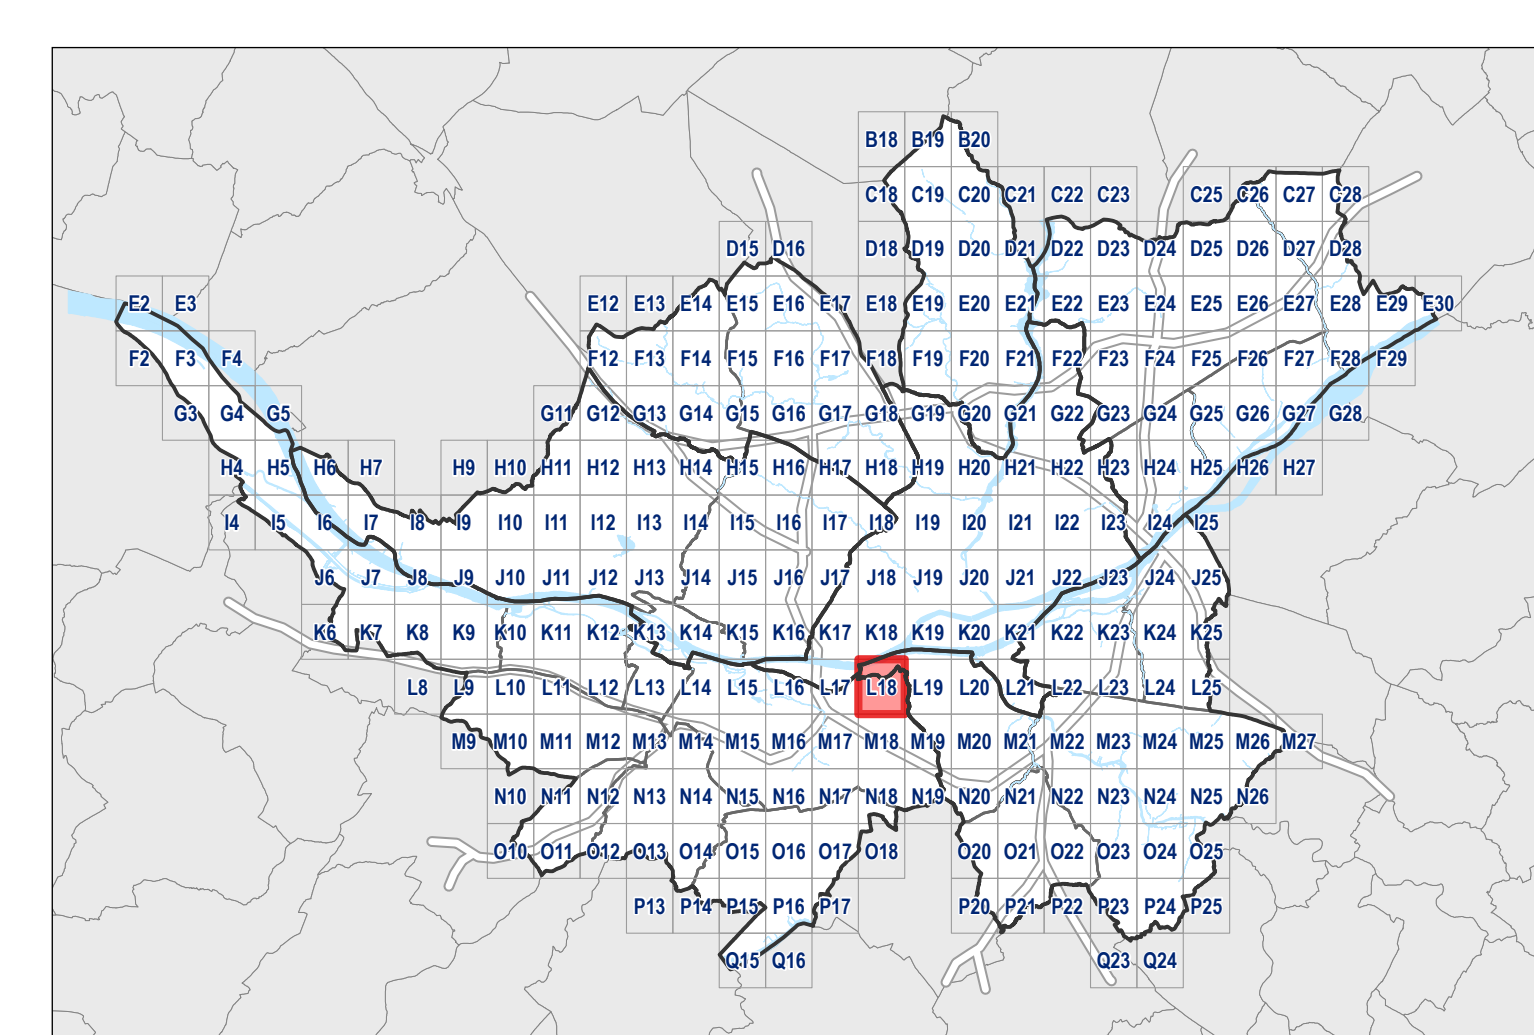 B18 B19 B20
C18 C19 C20 C21 C22 C23 C25 C26 C27 C28
D15 D16 D18 D19 D20 D21 D22 D23 D24 D25 D26 D27 D28
E2 E3 E12 E13 E14 E15 E16 E17 E18 E19 E20 E21 E22 E23 E24 E25 E26 E27 E28 E29 E30
F2 F3 F4 F12 F13 F14 F15 F16 F17 F18 F19 F20 F21 F22 F23 F24 F25 F26 F27 F28 F29
G3 G4 G5 G11 G12 G13 G14 G15 G16 G17 G18 G19 G20 G21 G22 G23 G24 G25 G26 G27 G28
H4 H5 H6 H7 H9 H10 H11 H12 H13 H14 H15 H16 H17 H18 H19 H20 H21 H22 H23 H24 H25 H26 H27
I4 I5 I6 I7 I8 I9 I10 I11 I12 I13 I14 I15 I16 I17 I18 I19 I20 I21 I22 I23 I24 I25
J6 J7 J8 J9 J10 J11 J12 J13 J14 J15 J16 J17 J18 J19 J20 J21 J22 J23 J24 J25
K6 K7 K8 K9 K10 K11 K12 K13 K14 K15 K16 K17 K18 K19 K20 K21 K22 K23 K24 K25
L8 L9 L10 L11 L12 L13 L14 L15 L16 L17 L18 L19 L20 L21 L22 L23 L24 L25
M9 M10 M11 M12 M13 M14 M15 M16 M17 M18 M19 M20 M21 M22 M23 M24 M25 M26 M27
N10 N11 N12 N13 N14 N15 N16 N17 N18 N19 N20 N21 N22 N23 N24 N25 N26
O10 O11 O12 O13 O14 O15 O16 O17 O18 O20 O21 O22 O23 O24 O25
P13 P14 P15 P16 P17 P20 P21 P22 P23 P24 P25
Q15 Q16 Q23 Q24